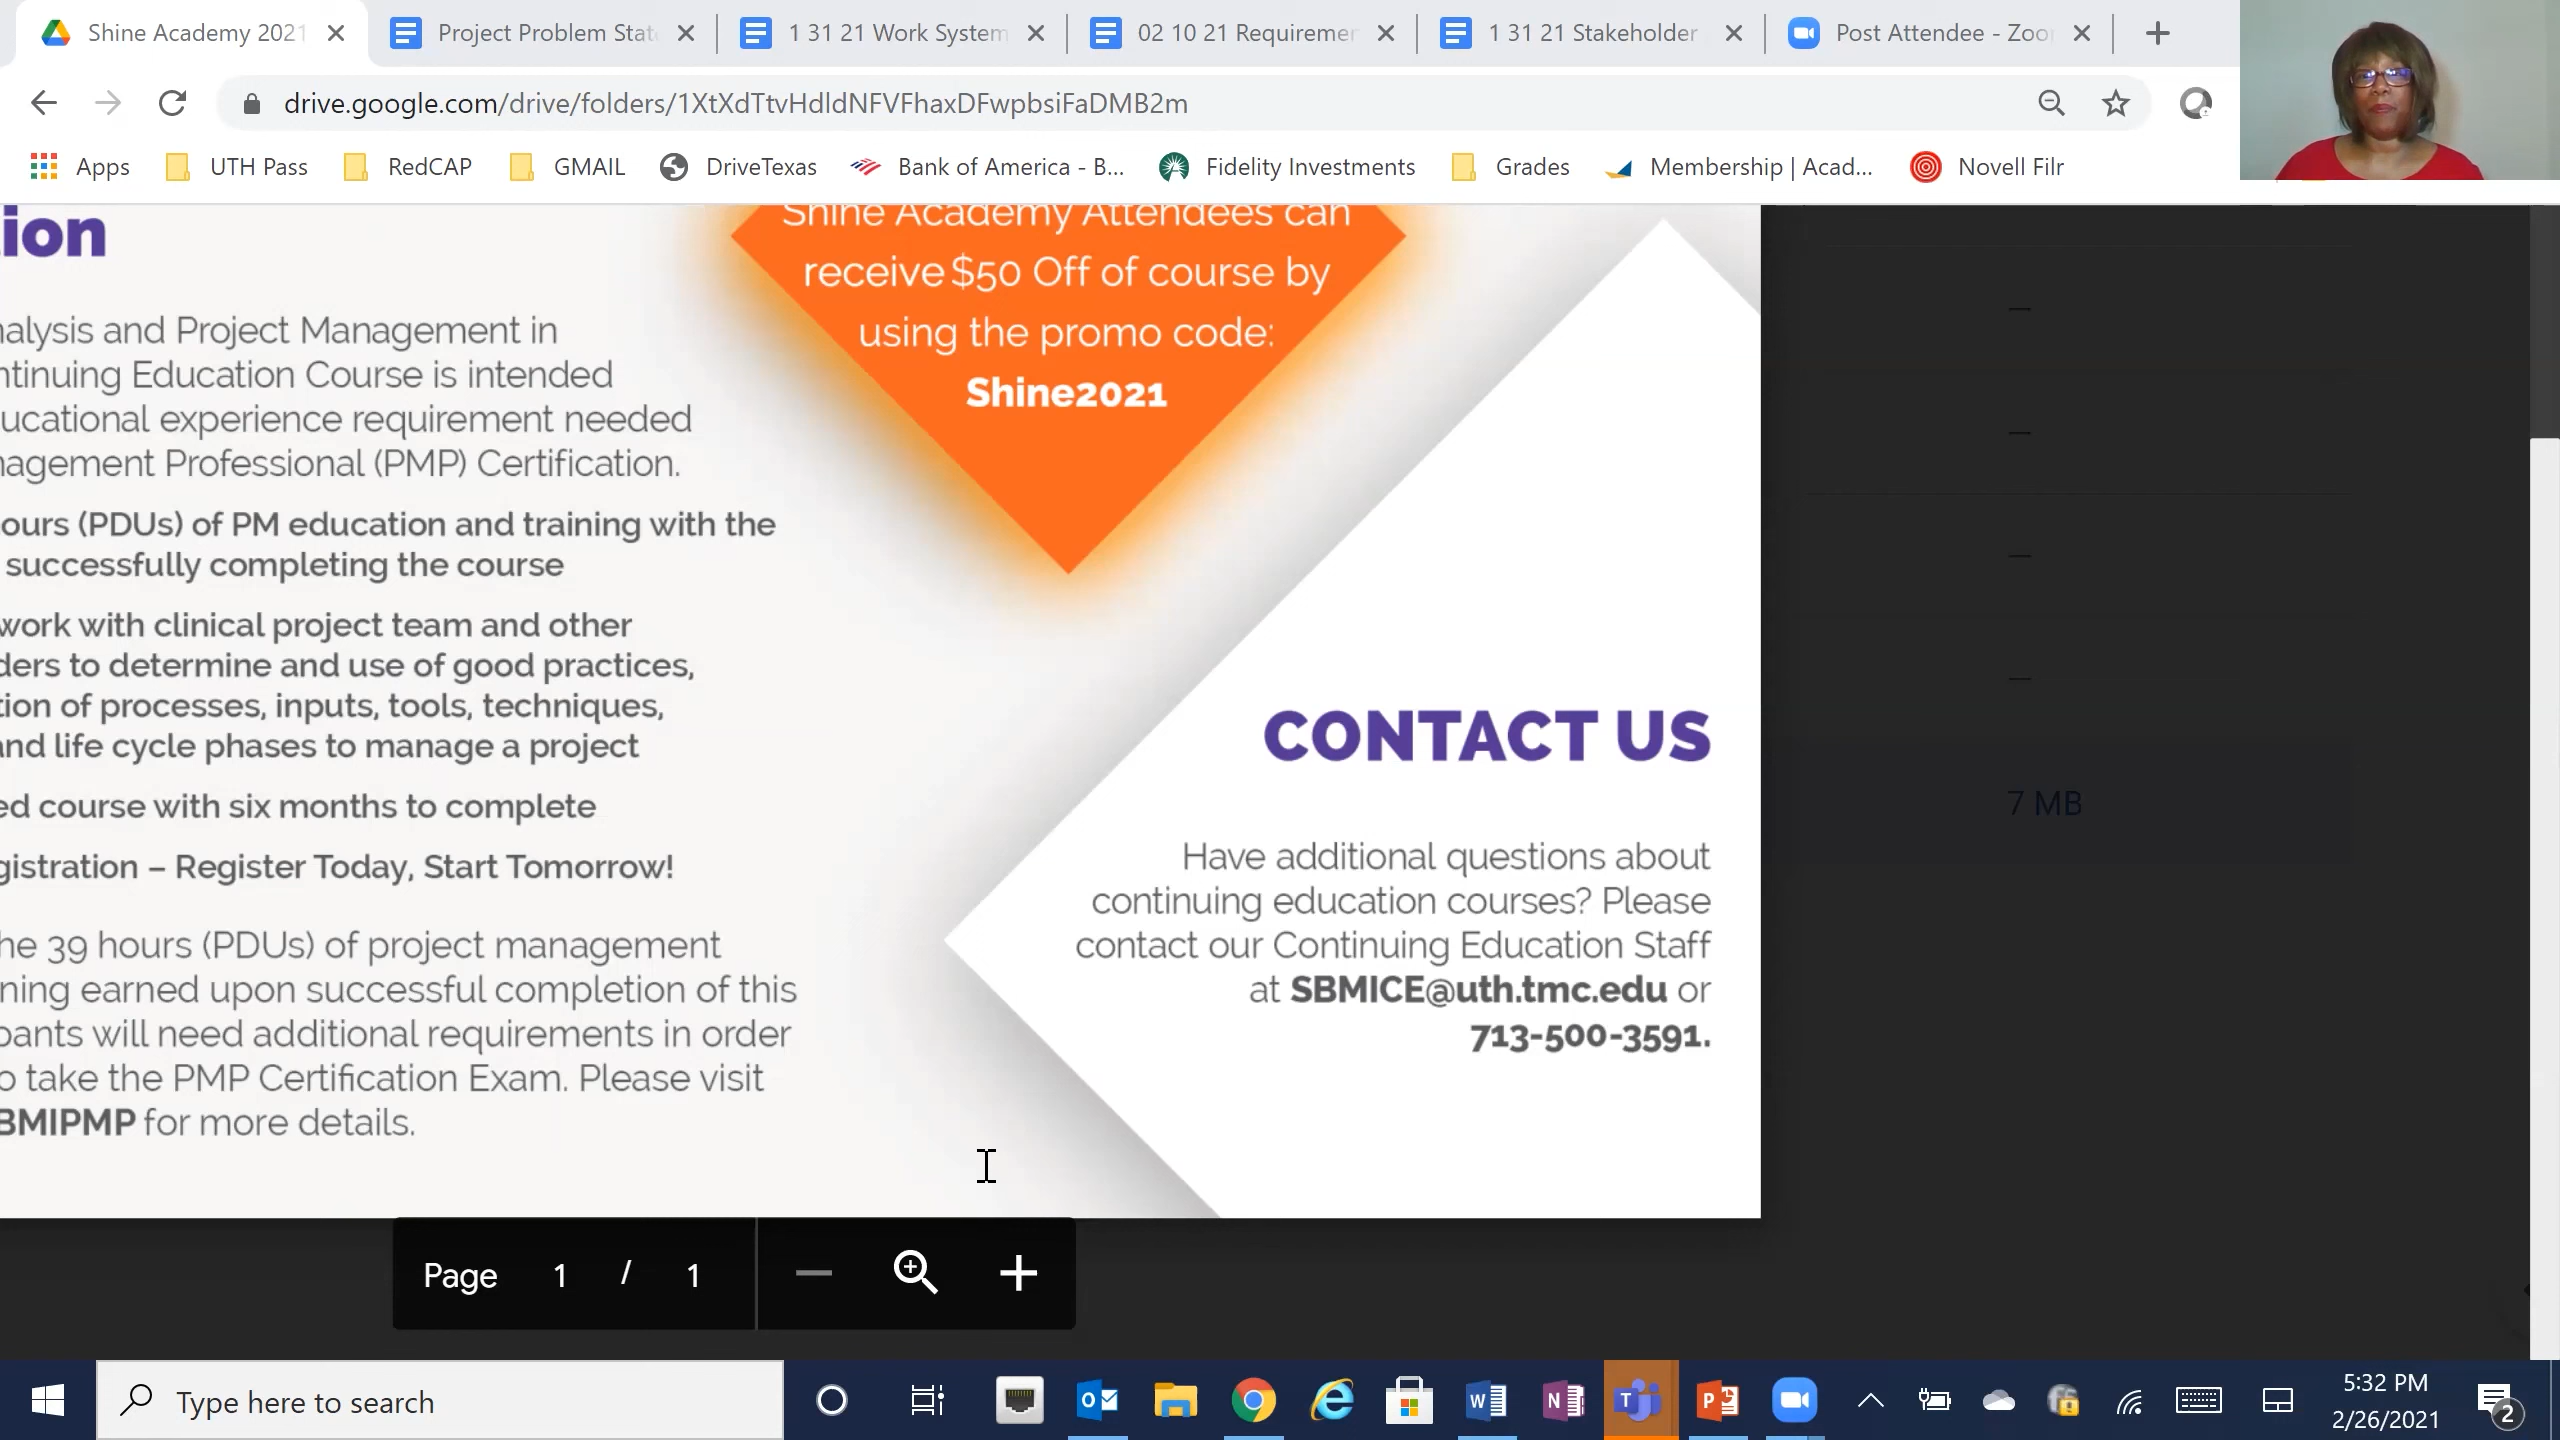 Shine Academy 2021
Project Problem Stat
1 31 21 Work System
02 10 21 Requiremen
1 31 21 Stakeholder
Post Attendee - Zoo
drive.google.com/drive/folders/1XtXdTtvHdldNFVFhaxDFwpbsiFaDMB2m
Apps
UTH Pass
RedCAP
GMAIL
DriveTexas
Bank of America - B...
Fidelity Investments
Grades
Membership | Acad...
Novell Filr
ion
nalysis and Project Management in
ntinuing Education Course is intended
ucational experience requirement needed
nagement Professional (PMP) Certification.
ours (PDUs) of PM education and training with the
successfully completing the course
work with clinical project team and other
ders to determine and use of good practices,
tion of processes, inputs, tools, techniques,
and life cycle phases to manage a project
ed course with six months to complete
gistration – Register Today, Start Tomorrow!
he 39 hours (PDUs) of project management
ning earned upon successful completion of this
pants will need additional requirements in order
o take the PMP Certification Exam. Please visit
BMIPMP for more details.
Shine Academy Attendees can
receive $50 Off of course by
using the promo code:
Shine2021
CONTACT US
Have additional questions about
continuing education courses? Please
contact our Continuing Education Staff
at SBMICE@uth.tmc.edu or
713-500-3591.
7 MB
Page 1 / 1
Type here to search
5:32 PM
2/26/2021
2